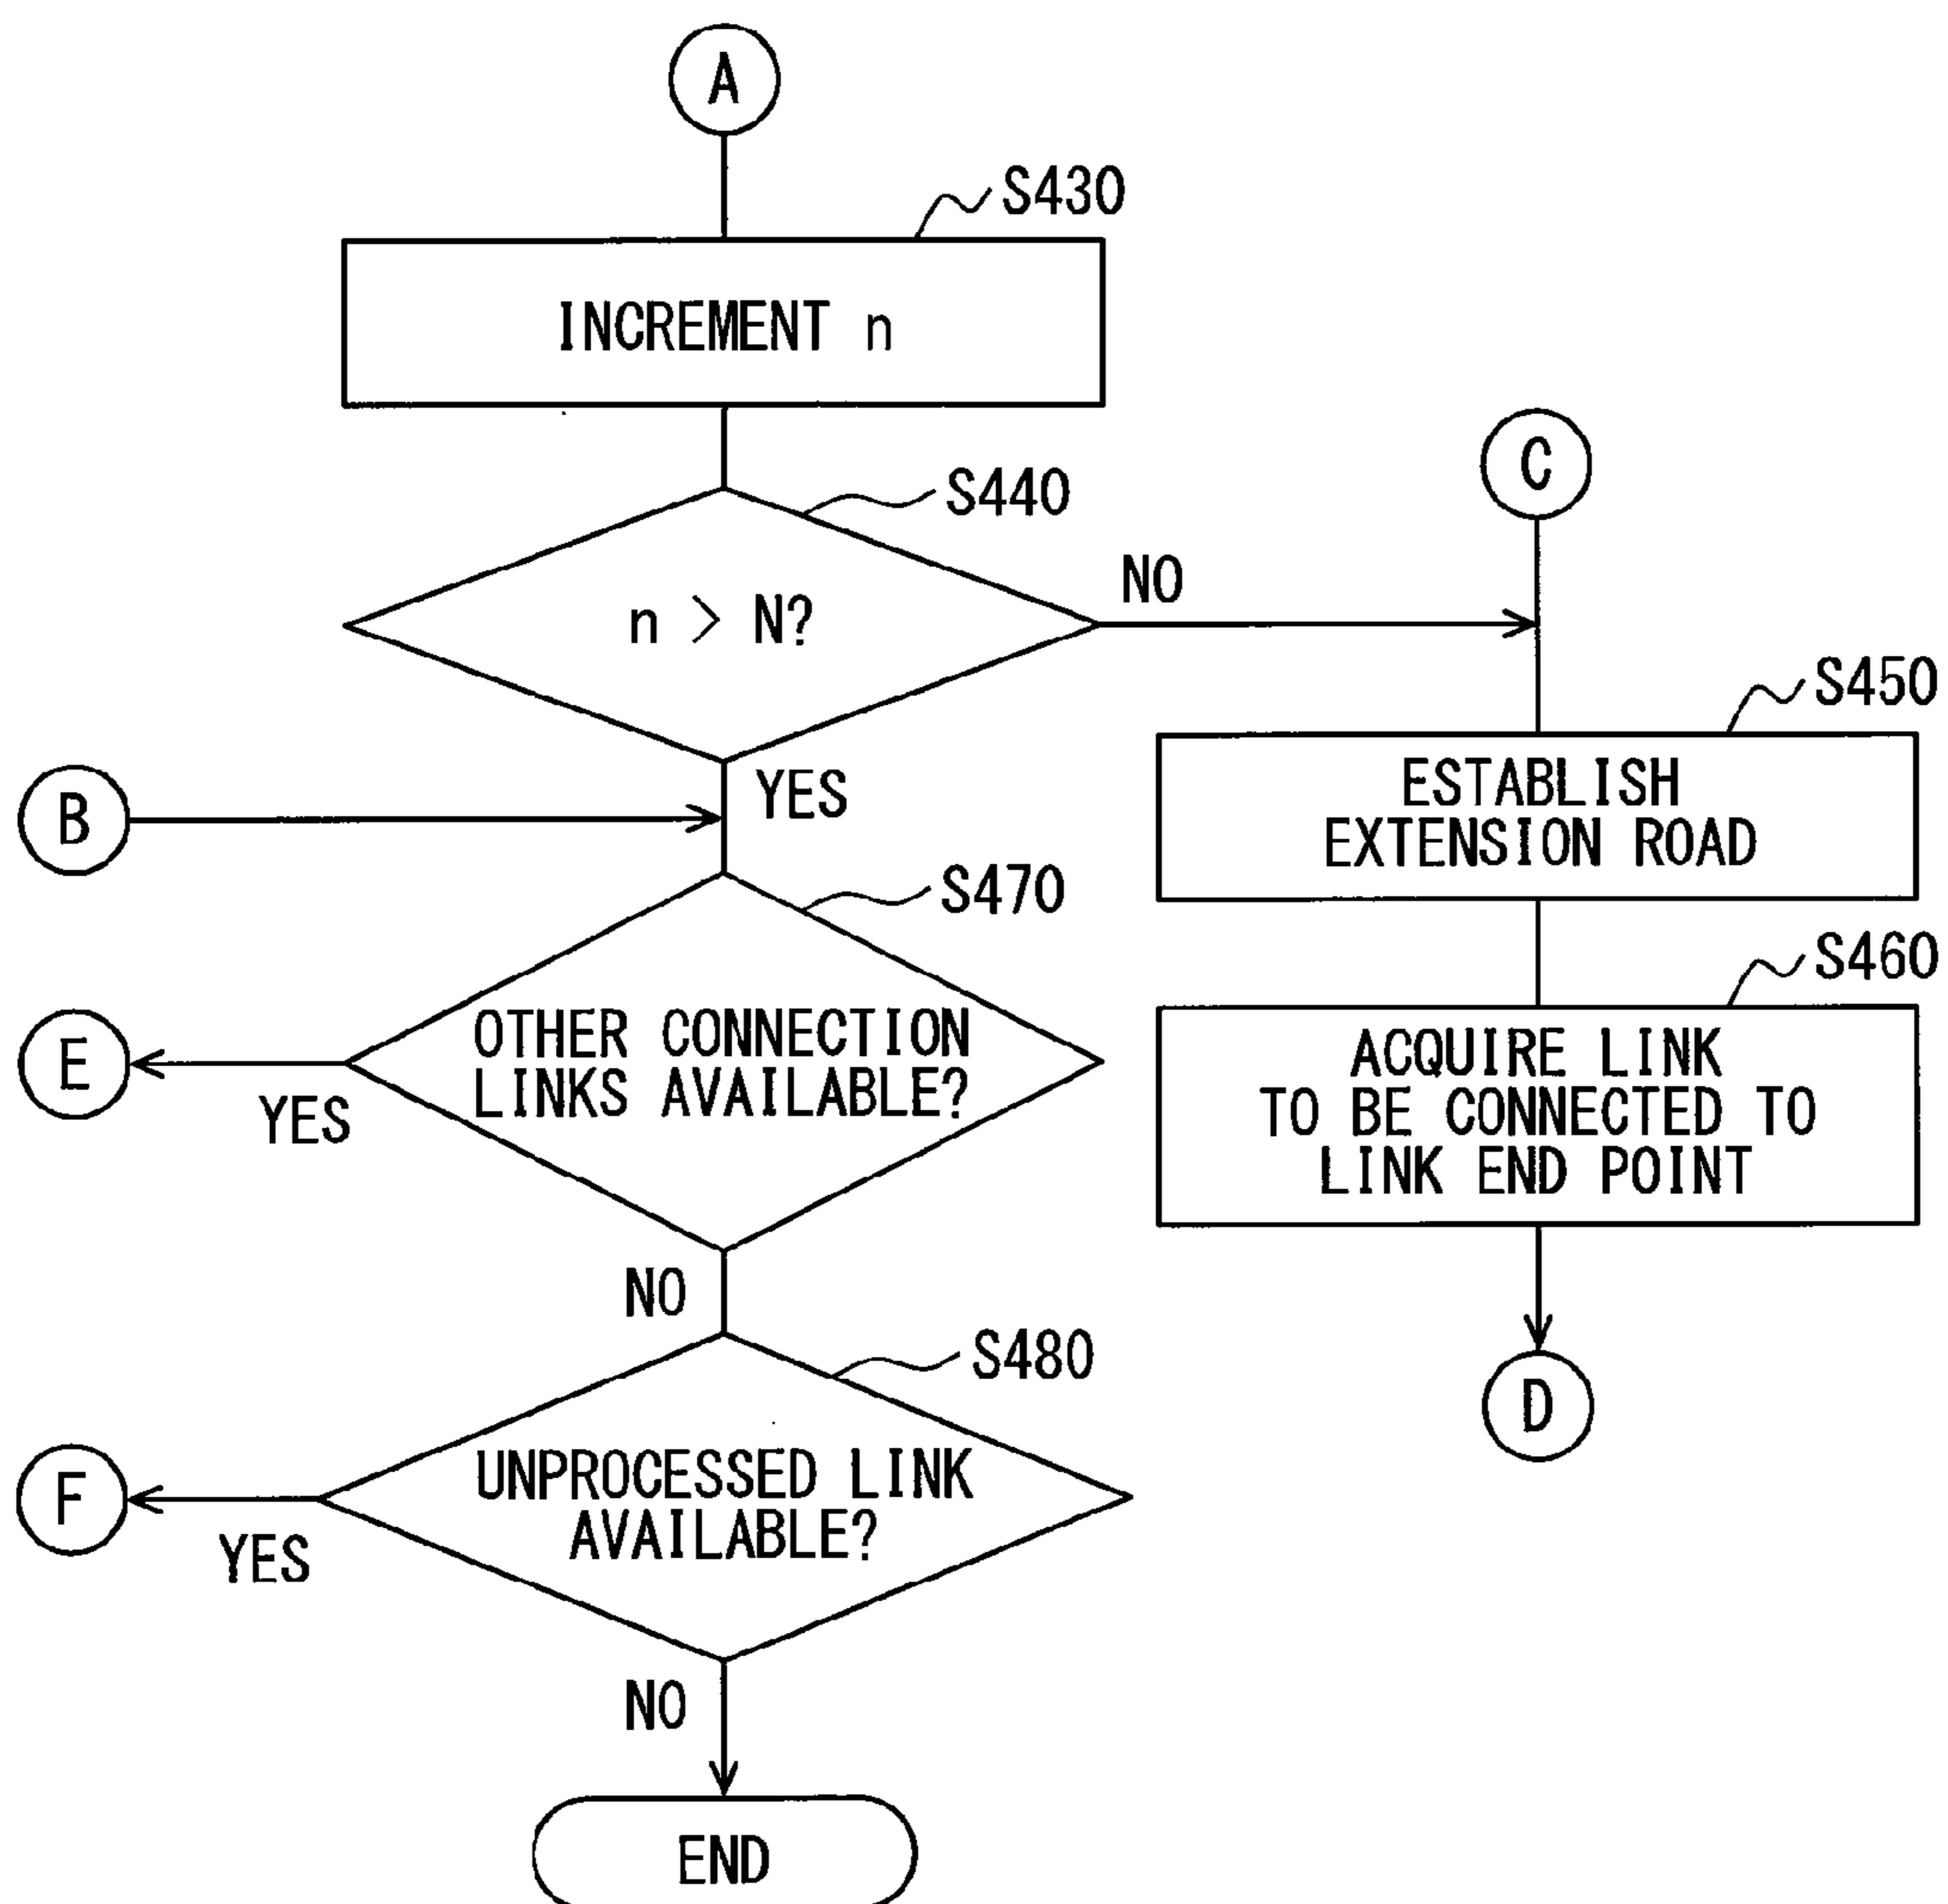 A
S430
INCREMENT n
S440
n > N?
NO
C
YES
B
S450
ESTABLISH
EXTENSION ROAD
S470
OTHER CONNECTION
LINKS AVAILABLE?
E
YES
S460
ACQUIRE LINK
TO BE CONNECTED TO
LINK END POINT
NO
D
S480
UNPROCESSED LINK
AVAILABLE?
F
YES
NO
END